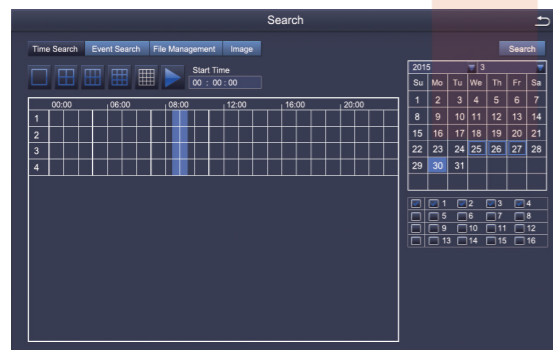 Search
Time Search Event Search File Management Image Search
Start Time
00 : 00 : 00
2015 3
Su Mo Tu We Th Fr Sa
1 2 3 4 5 6 7
8 9 10 11 12 13 14
15 16 17 18 19 20 21
22 23 24 25 26 27 28
29 30 31
00:00 06:00 08:00 12:00 16:00 20:00
1
2
3
4
1 2 3 4
5 6 7 8
9 10 11 12
13 14 15 16